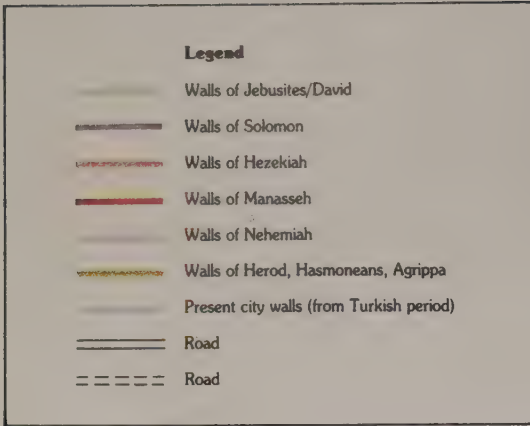 Legend
Walls of Jebusites/David
Walls of Solomon
Walls of Hezekiah
Walls of Manasseh
Walls of Nehemiah
Walls of Herod, Hasmoneans, Agrippa
Present city walls (from Turkish period)
Road
Road